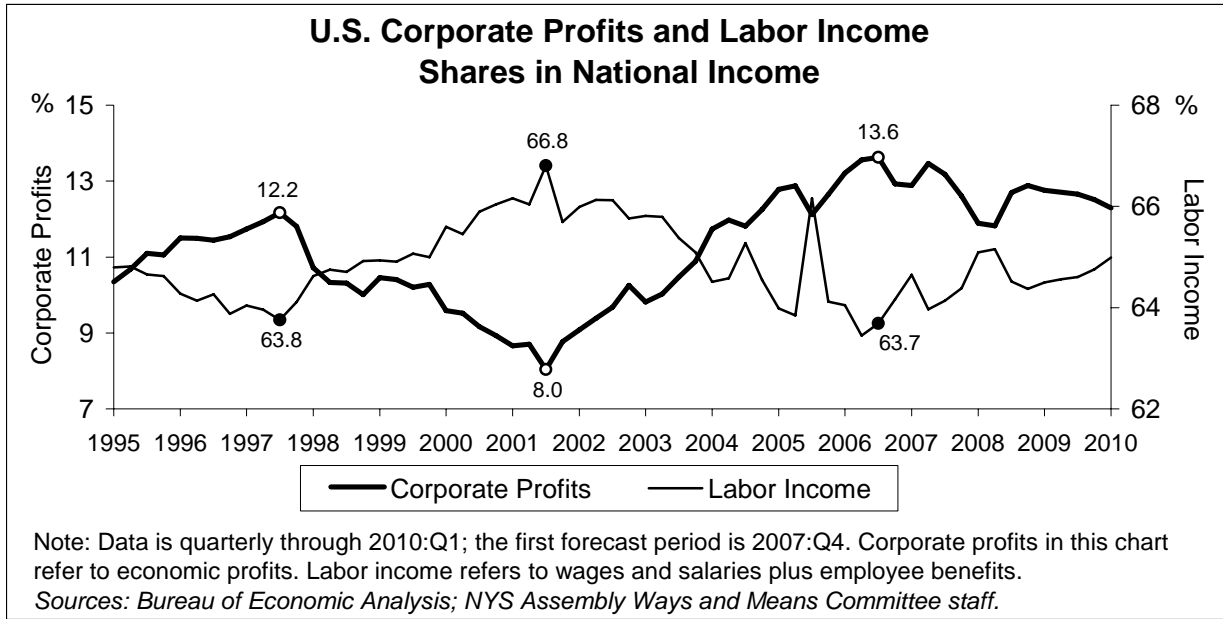 U.S. Corporate Profits and Labor Income
Shares in National Income
%
%
15
13
11
9
7
68
66
64
62
Corporate Profits
Labor Income
12.2
63.8
66.8
8.0
13.6
63.7
1995 1996 1997 1998 1999 2000 2001 2002 2003 2004 2005 2006 2007 2008 2009 2010
Corporate Profits Labor Income
Note: Data is quarterly through 2010:Q1; the first forecast period is 2007:Q4. Corporate profits in this chart
refer to economic profits. Labor income refers to wages and salaries plus employee benefits.
Sources: Bureau of Economic Analysis; NYS Assembly Ways and Means Committee staff.